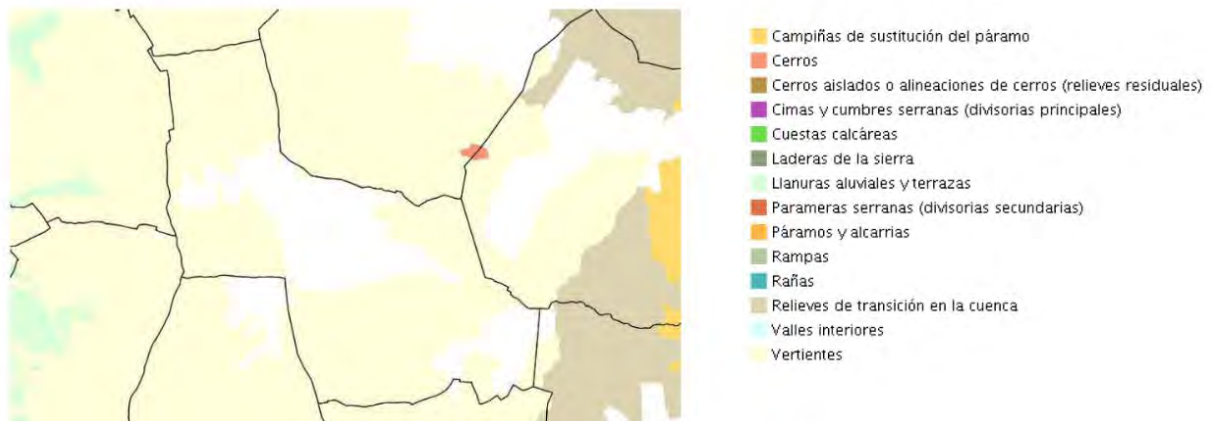 Campiñas de sustitución del páramo
Cerros
Cerros aislados o alineaciones de cerros (relieves residuales)
Cimas y cumbres serranas (divisorias principales)
Cuestas calcáreas
Laderas de la sierra
Llanuras aluviales y terrazas
Parameras serranas (divisorias secundarias)
Páramos y alcarrias
Rampas
Rañas
Relieves de transición en la cuenca
Valles interiores
Vertientes